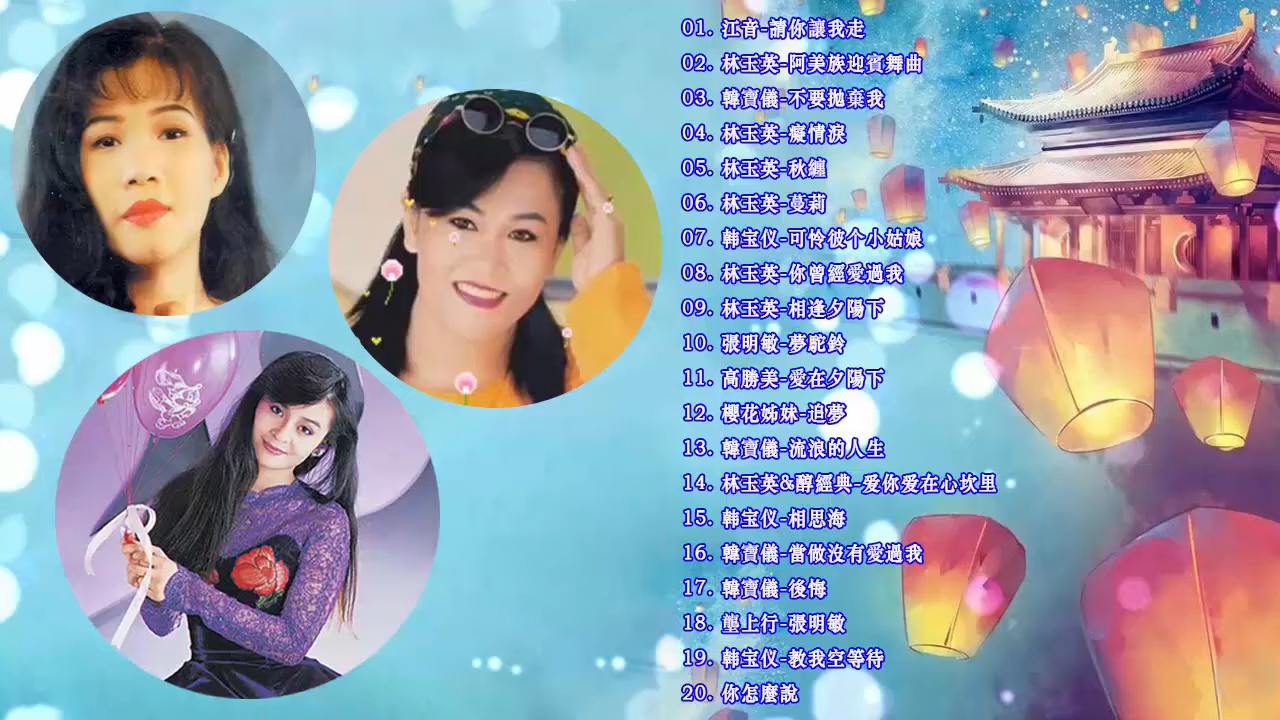 01. 江音-請你讓我走
02. 林玉英-阿美族迎賓舞曲
03. 韓寶儀-不要拋棄我
04. 林玉英-癡情淚
05. 林玉英-秋纏
06. 林玉英-蔓莉
07. 韩宝仪-可怜彼个小姑娘
08. 林玉英-你曾經愛過我
09. 林玉英-相逢夕陽下
10. 張明敏-夢駝鈴
11. 高勝美-愛在夕陽下
12. 櫻花姊妹-追夢
13. 韓寶儀-流浪的人生
14. 林玉英&醇經典-爱你爱在心坎里
15. 韩宝仪-相思海
16. 韓寶儀-當做沒有愛過我
17. 韓寶儀-後悔
18. 壟上行-張明敏
19. 韩宝仪-教我空等待
20. 你怎麼說